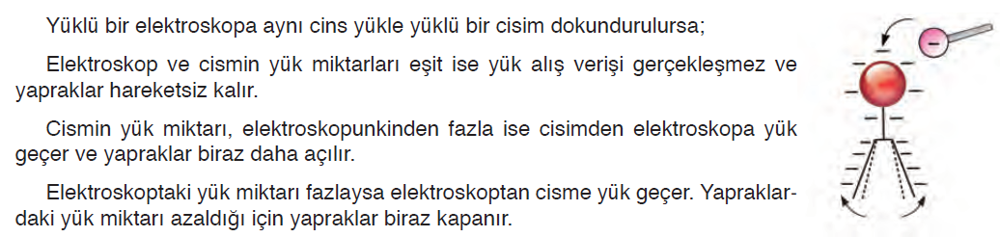 Yüklü bir elektroskopa aynı cins yükle yüklü bir cisim dokundurulursa;
Elektroskop ve cismin yük miktarları eşit ise yük alış verişi gerçekleşmez ve
yapraklar hareketsiz kalır.
Cismin yük miktarı, elektroskopunkinden fazla ise cisimden elektroskopa yük
geçer ve yapraklar biraz daha açılır.
Elektroskoptaki yük miktarı fazlaysa elektroskoptan cisme yük geçer. Yapraklar-
daki yük miktarı azaldığı için yapraklar biraz kapanır.